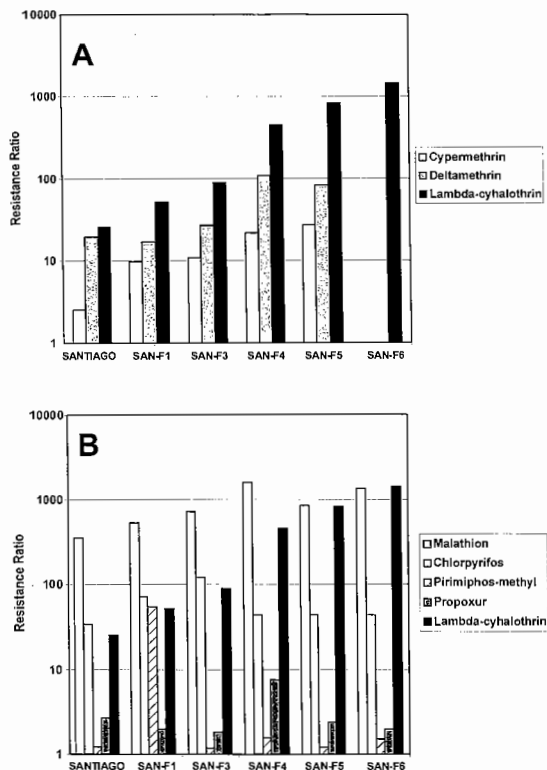 A
10000
1000
100
10
1
Resistance Ratio
SANTIAGO SAN-F1 SAN-F3 SAN-F4 SAN-F5 SAN-F6
Cypermethrin
Deltamethrin
Lambda-cyhalothrin
B
10000
1000
100
10
1
Resistance Ratio
SANTIAGO SAN-F1 SAN-F3 SAN-F4 SAN-F5 SAN-F6
Malathion
Chlorpyrifos
Pirimiphos-methyl
Propoxur
Lambda-cyhalothrin